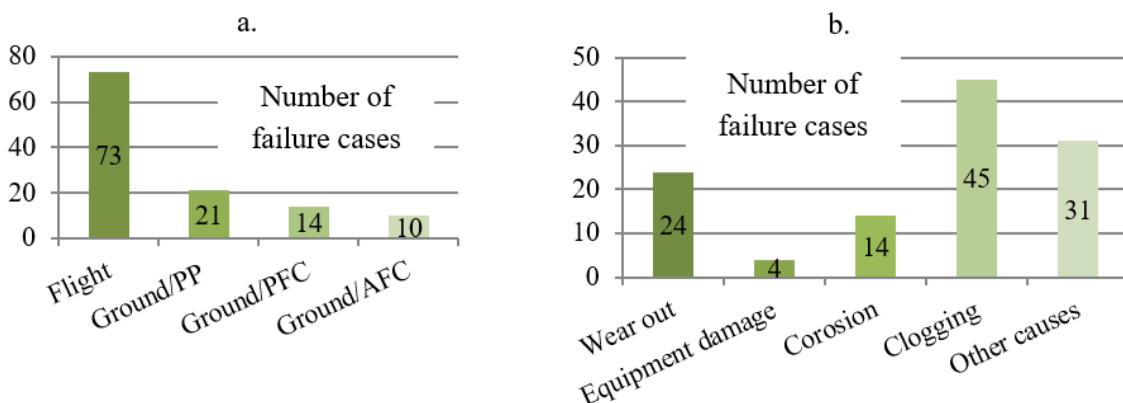 a.
80
60
40
20
0
Number of
failure cases
73
21
14
10
Flight
Ground/PP
Ground/PFC
Ground/AFC
b.
50
40
30
20
10
0
Number of
failure cases
24
4
14
45
31
Wear out
Equipment damage
Corosion
Clogging
Other causes